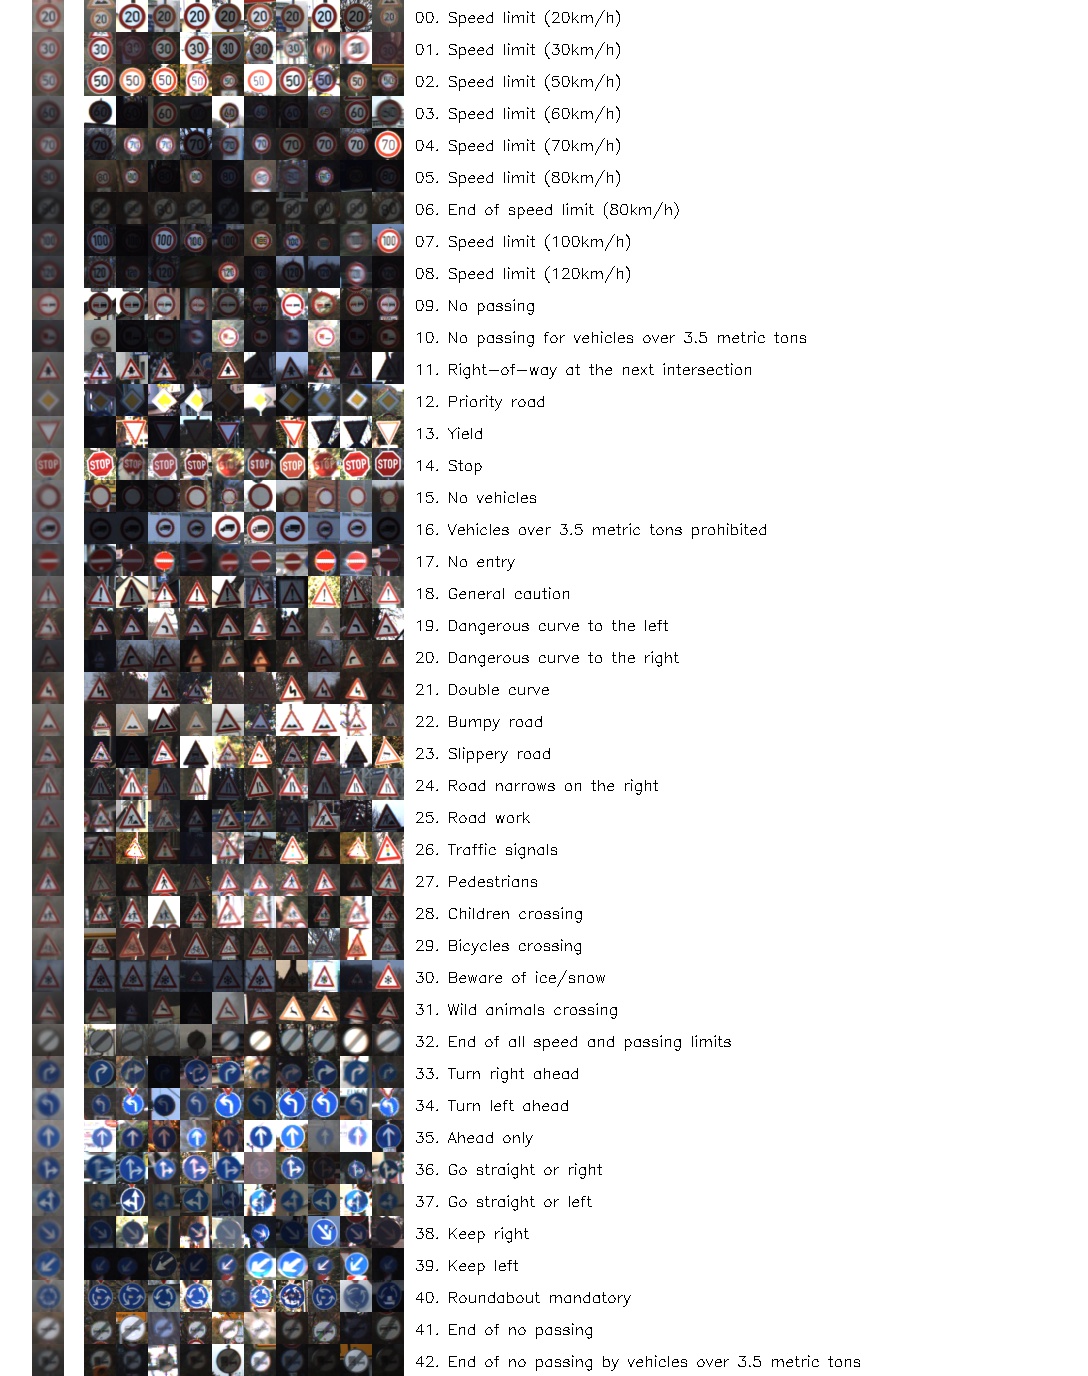 00. Speed limit (20km/h)
01. Speed limit (30km/h)
02. Speed limit (50km/h)
03. Speed limit (60km/h)
04. Speed limit (70km/h)
05. Speed limit (80km/h)
06. End of speed limit (80km/h)
07. Speed limit (100km/h)
08. Speed limit (120km/h)
09. No passing
10. No passing for vehicles over 3.5 metric tons
11. Right-of-way at the next intersection
12. Priority road
13. Yield
14. Stop
15. No vehicles
16. Vehicles over 3.5 metric tons prohibited
17. No entry
18. General caution
19. Dangerous curve to the left
20. Dangerous curve to the right
21. Double curve
22. Bumpy road
23. Slippery road
24. Road narrows on the right
25. Road work
26. Traffic signals
27. Pedestrians
28. Children crossing
29. Bicycles crossing
30. Beware of ice/snow
31. Wild animals crossing
32. End of all speed and passing limits
33. Turn right ahead
34. Turn left ahead
35. Ahead only
36. Go straight or right
37. Go straight or left
38. Keep right
39. Keep left
40. Roundabout mandatory
41. End of no passing
42. End of no passing by vehicles over 3.5 metric tons